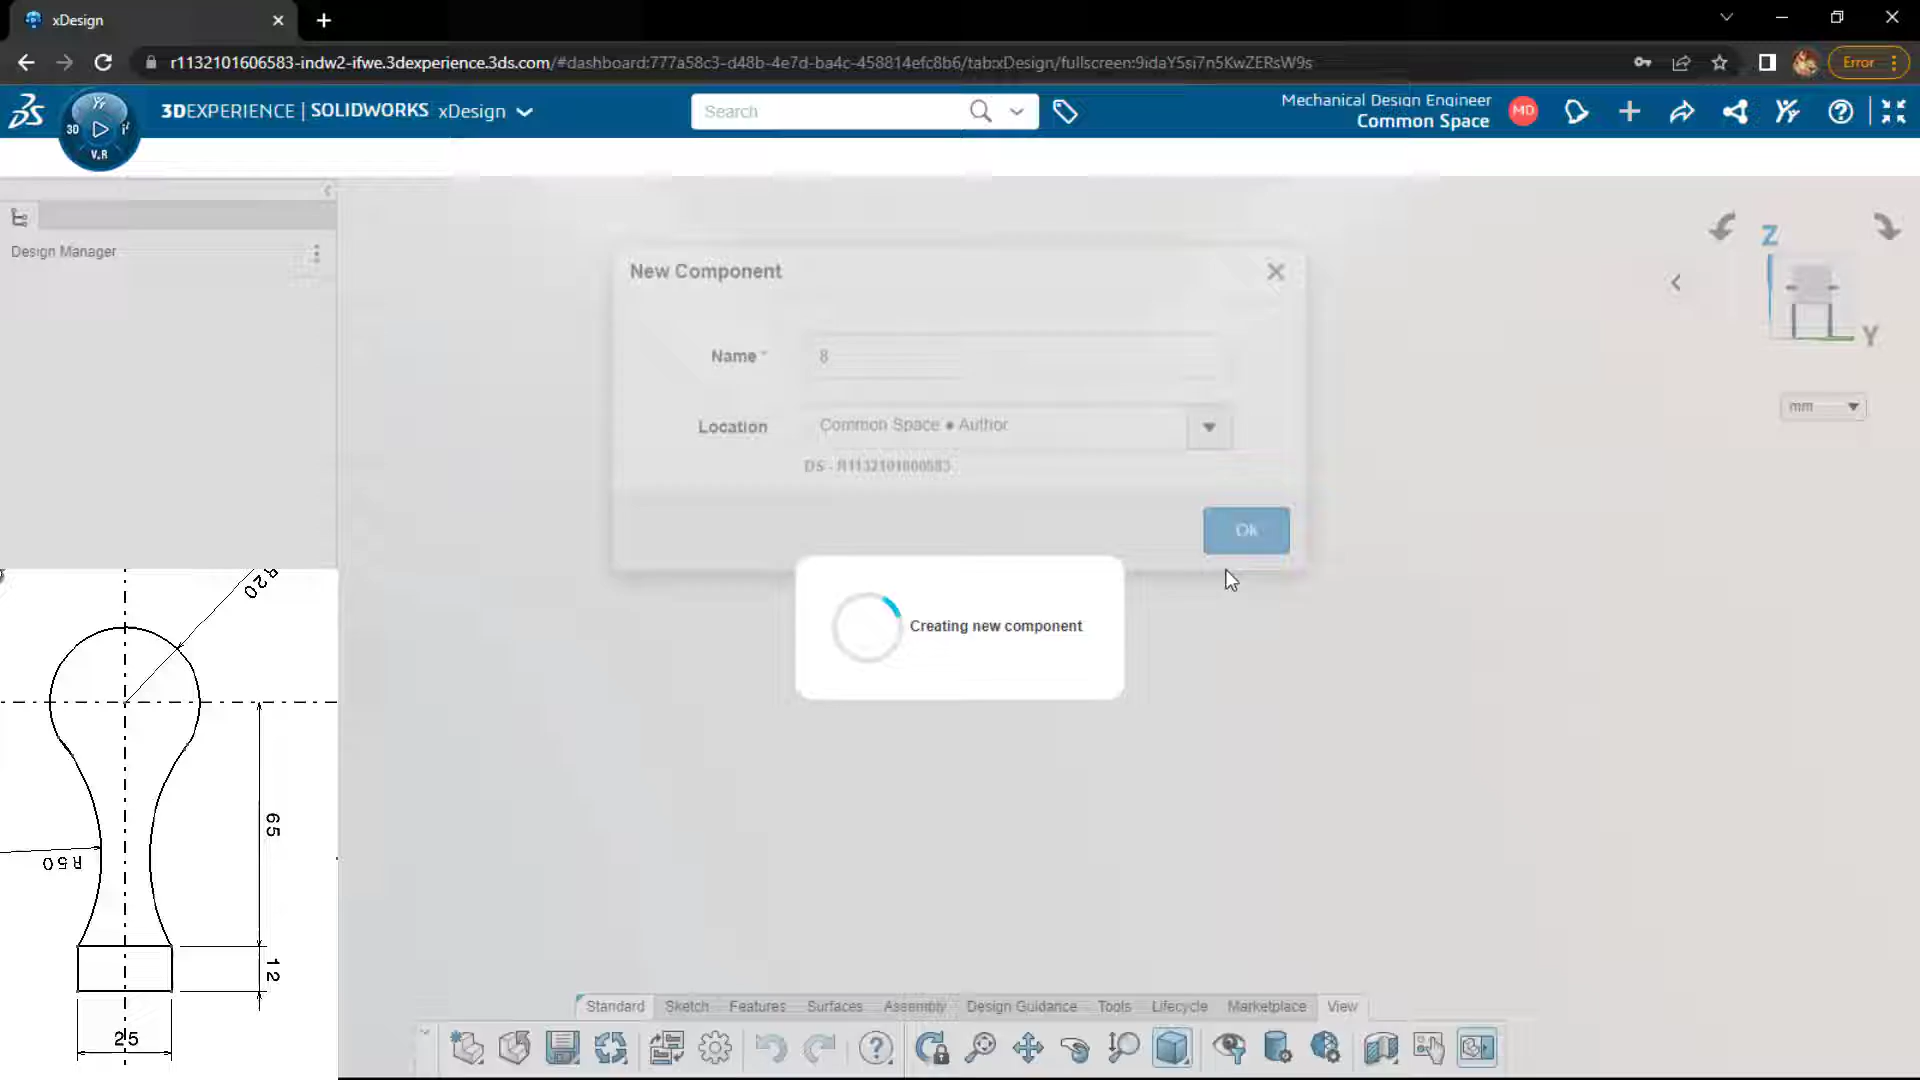 xDesign
r1132101606583-indw2-ifwe.3dexperience.3ds.com/#dashboard:777a58c3-d48b-4e7d-ba4c-458814efc8b6/tabxDesign/fullscreen:9idaY5si7n5KwZERsW9s
Error
3DEXPERIENCE | SOLIDWORKS xDesign
3D
V.R
Search
Mechanical Design Engineer
Common Space
MD
Design Manager
New Component
Name *
8
Location
Common Space ● Author
Ok
Creating new component
Z
Y
mm
R20
65
R50
12
25
Standard Sketch Features Surfaces Assembly Design Guidance Tools Lifecycle Marketplace View